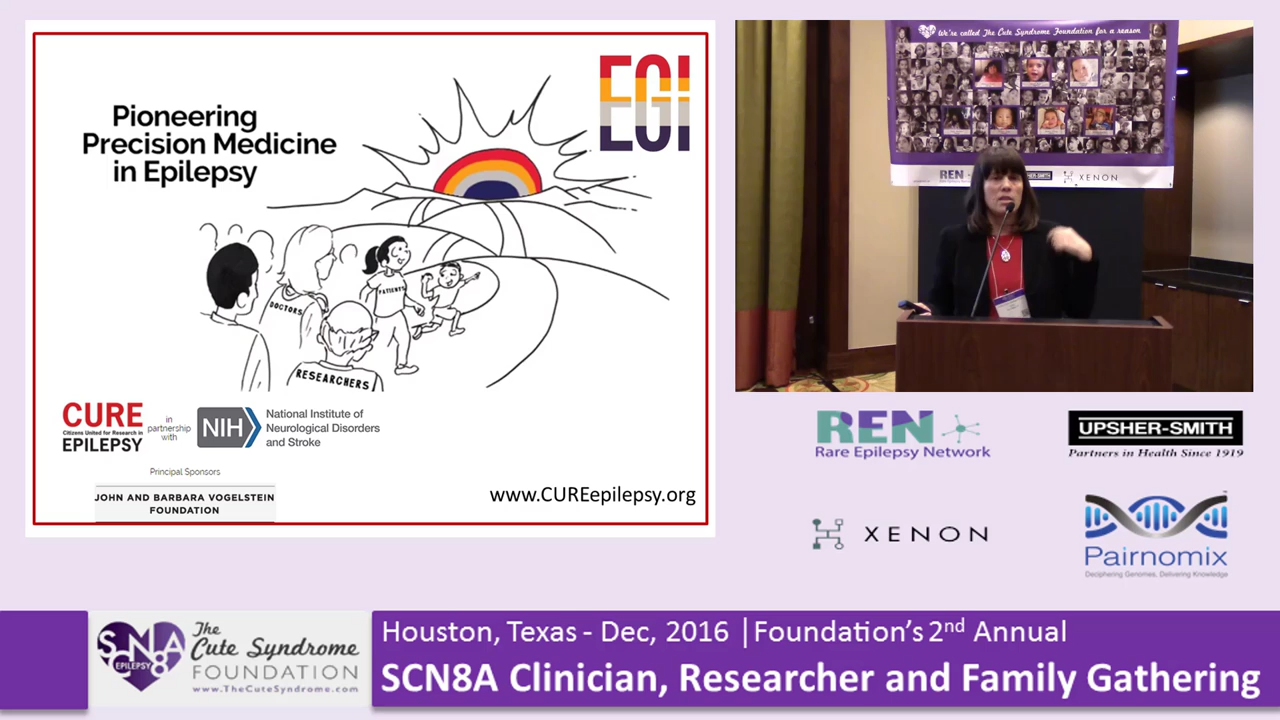 Pioneering
Precision Medicine
in Epilepsy
EGI
DOCTORS
PATIENTS
RESEARCHERS
CURE
Citizens United for Research in
EPILEPSY
in
partnership
with
NIH
National Institute of
Neurological Disorders
and Stroke
Principal Sponsors
JOHN AND BARBARA VOGELSTEIN
FOUNDATION
www.CUREepilepsy.org
We're called The Cute Syndrome Foundation for a reason
REN
XENON
REN
Rare Epilepsy Network
UPSHER-SMITH
Partners in Health Since 1919
XENON
Pairnomix
Deciphering Genomes, Delivering Knowledge
SCN8A
EPILEPSY
The
Cute Syndrome
FOUNDATION
www.TheCuteSyndrome.com
Houston, Texas - Dec, 2016 | Foundation's 2nd Annual
SCN8A Clinician, Researcher and Family Gathering